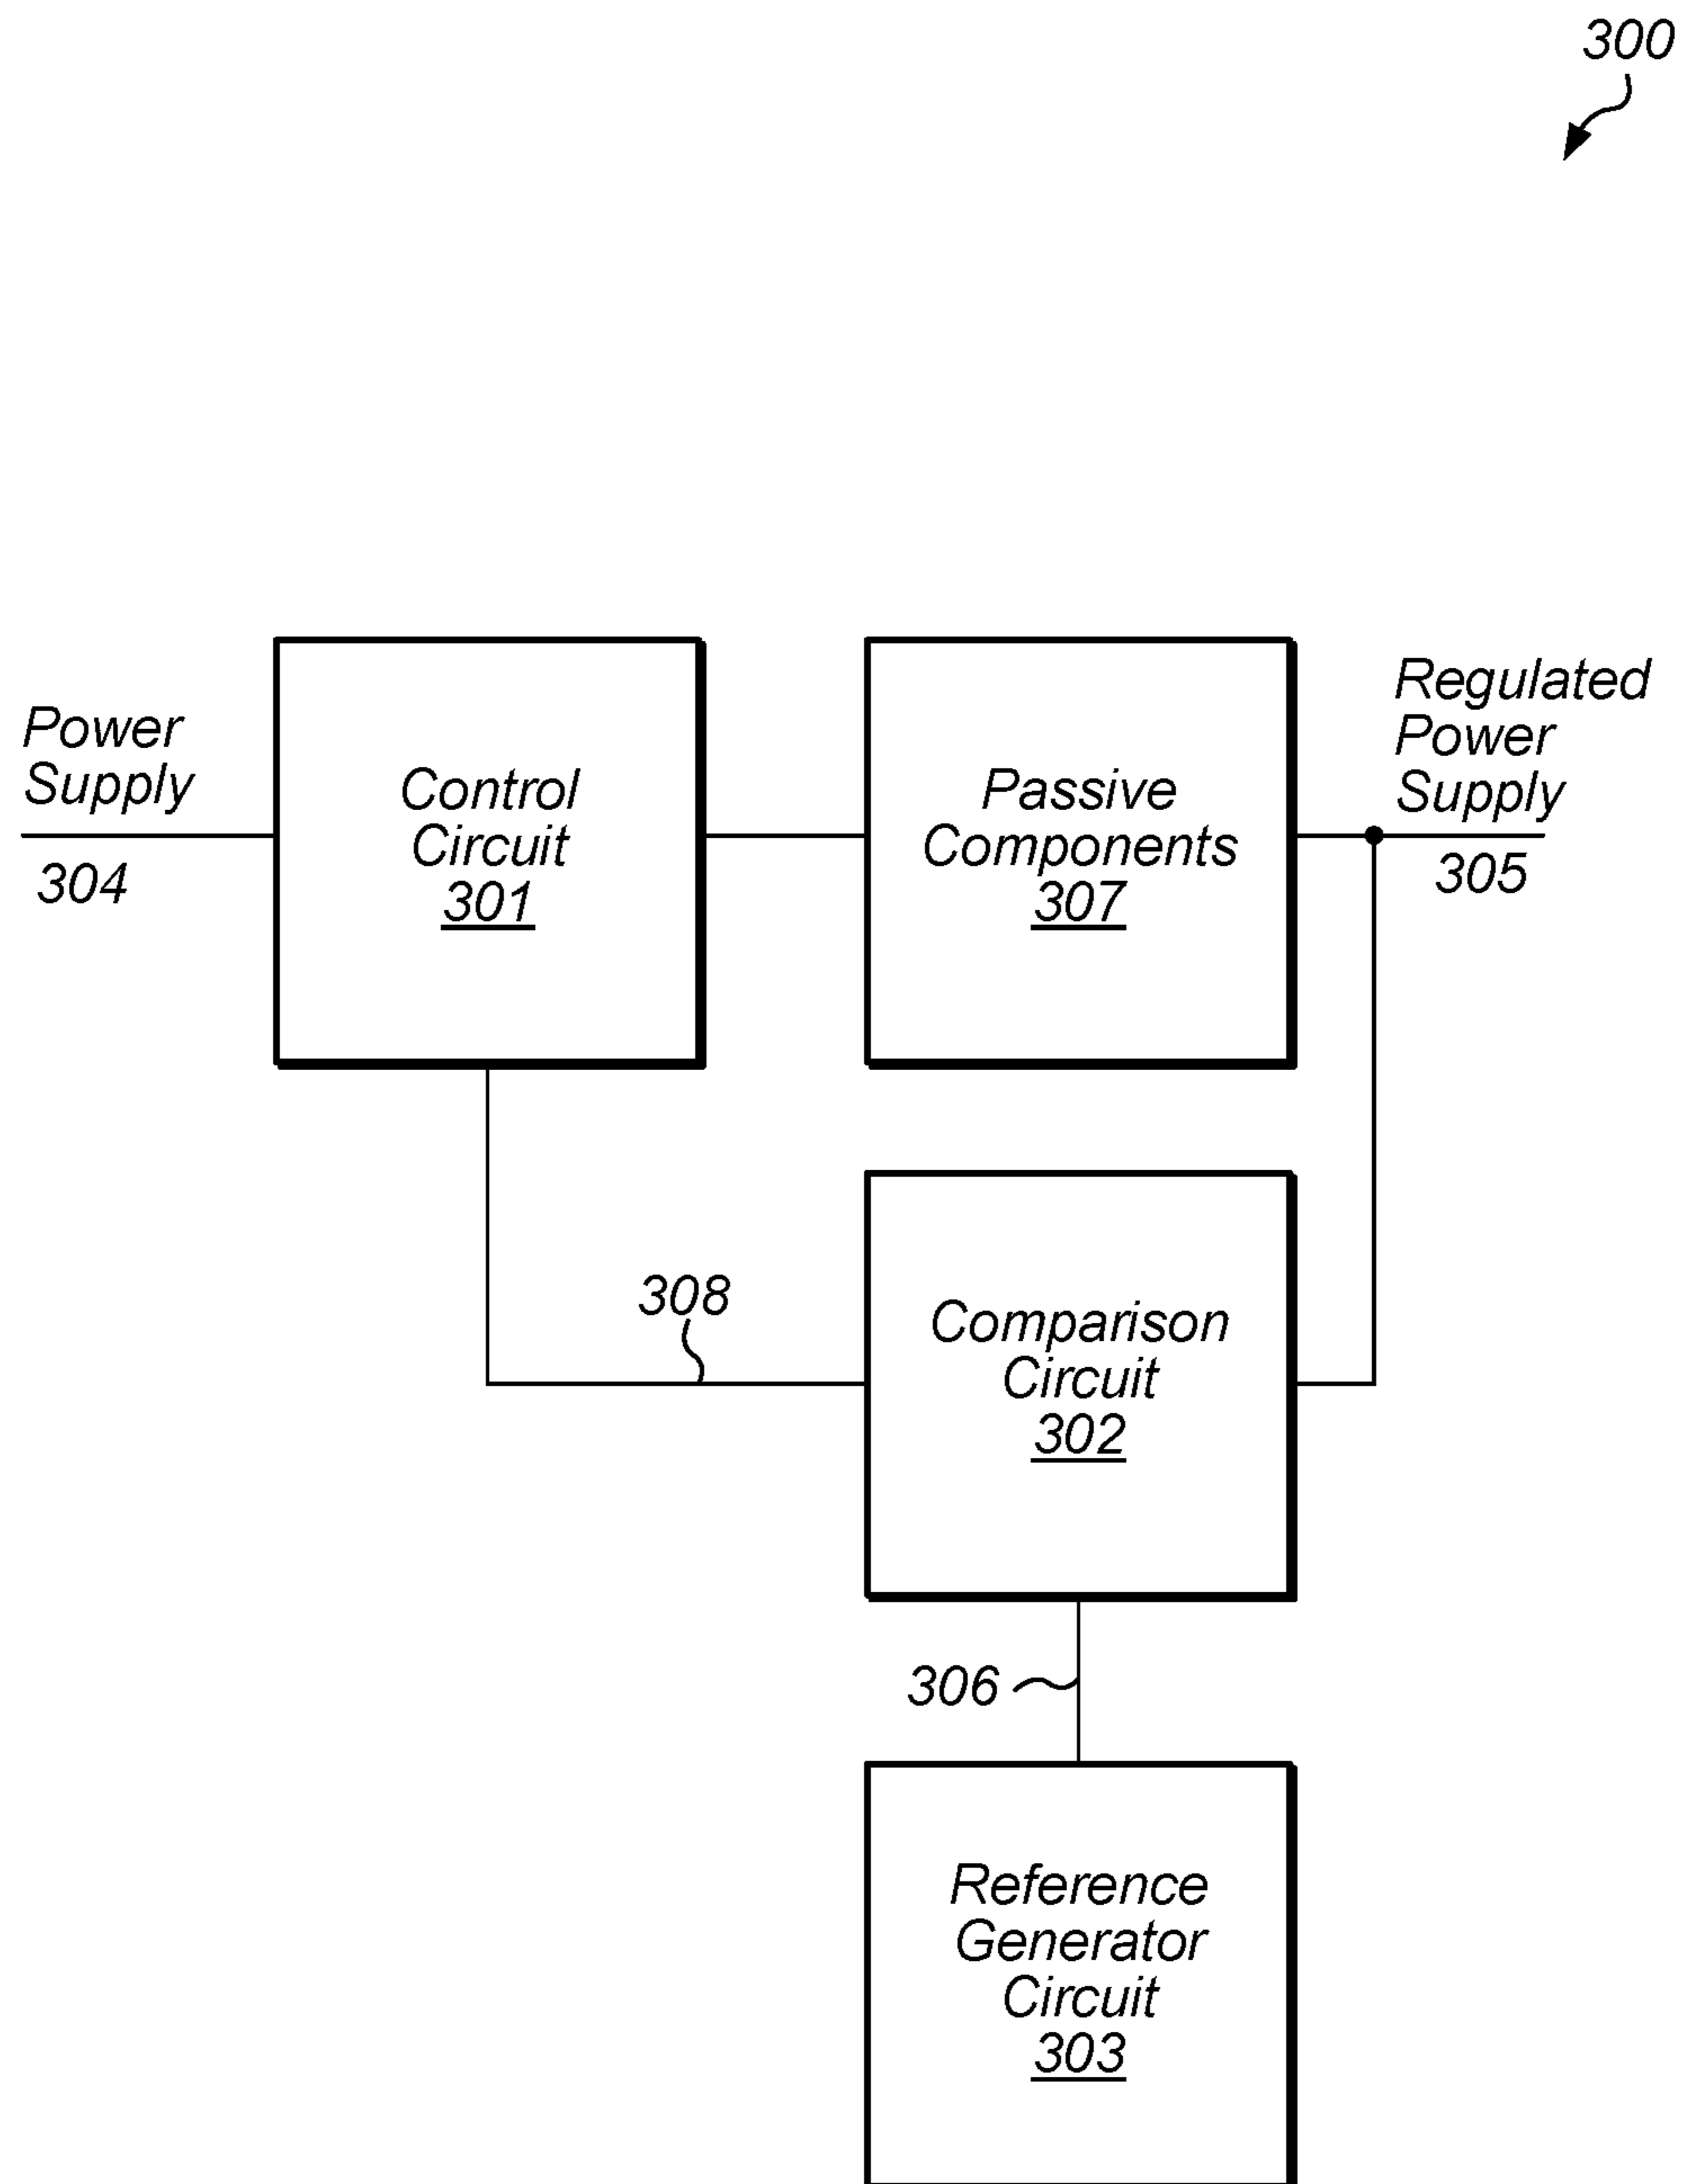 300
Power
Supply
304
Control
Circuit
301
Passive
Components
307
Regulated
Power
Supply
305
308
Comparison
Circuit
302
306
Reference
Generator
Circuit
303